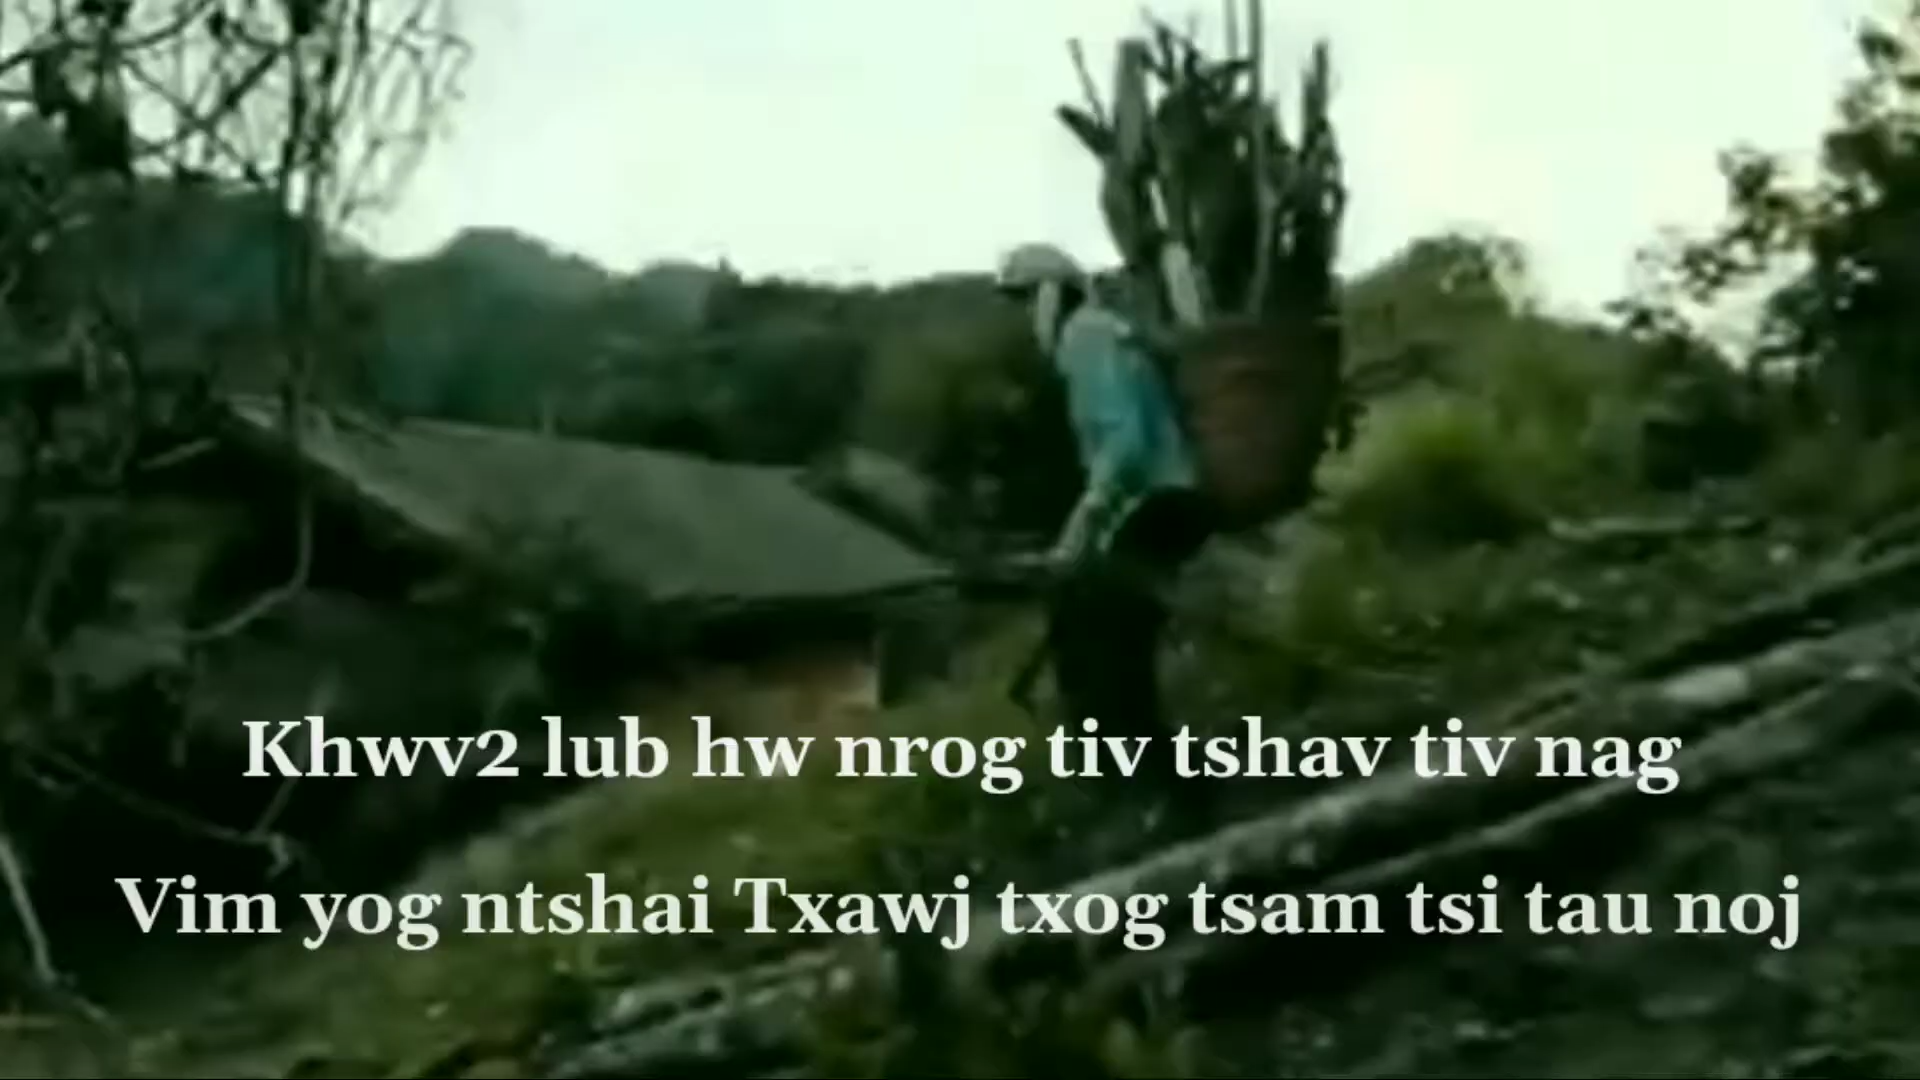 Khwv2 lub hw nrog tiv tshav tiv nag
Vim yog ntshai Txawj txog tsam tsi tau noj